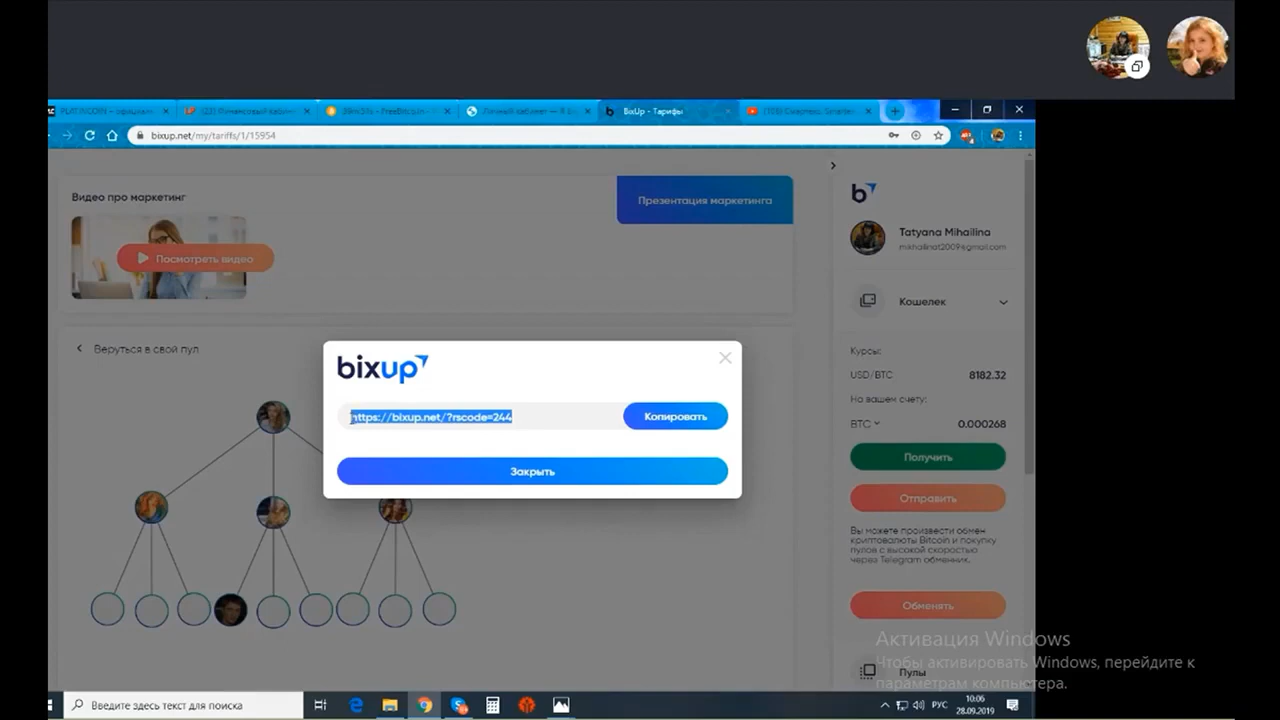 bixup.net/my/tariffs/1/15954
BixUp - Тарифы
Видео про маркетинг
Презентация маркетинга
Посмотреть видео
Веруться в свой пул
bixup
https://bixup.net/?rscode=244
Копировать
Закрыть
b
Tatyana Mihailina
mikhailinat2009@gmail.com
Кошелек
Курсы:
USD/BTC 8182.32
На вашем счету:
BTC 0.000268
Получить
Отправить
Вы можете произвести обмен
криптовалюты Bitcoin и покупку
пулов с высокой скоростью
через Telegram обменник.
Обменять
Пулы
Активация Windows
Чтобы активировать Windows, перейдите к
параметрам компьютера.
Введите здесь текст для поиска
РУС
10:06
28.09.2019